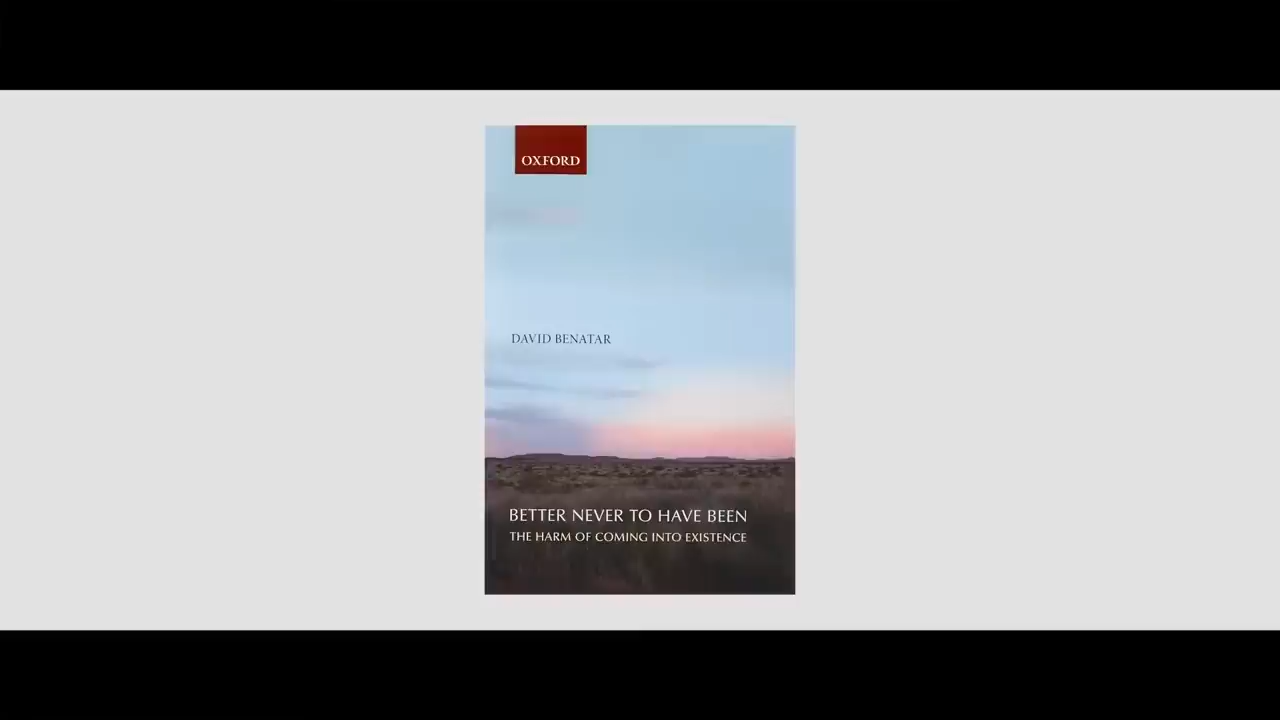 OXFORD
DAVID BENATAR
BETTER NEVER TO HAVE BEEN
THE HARM OF COMING INTO EXISTENCE